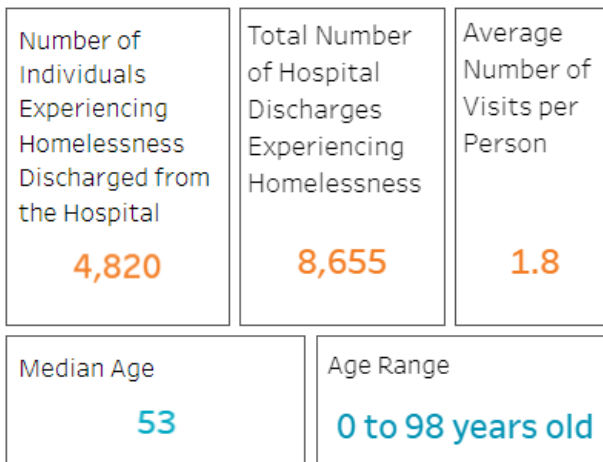 Number of
Individuals
Experiencing
Homelessness
Discharged from
the Hospital
4,820
Total Number
of Hospital
Discharges
Experiencing
Homelessness
8,655
Average
Number of
Visits per
Person
1.8
Median Age
53
Age Range
0 to 98 years old